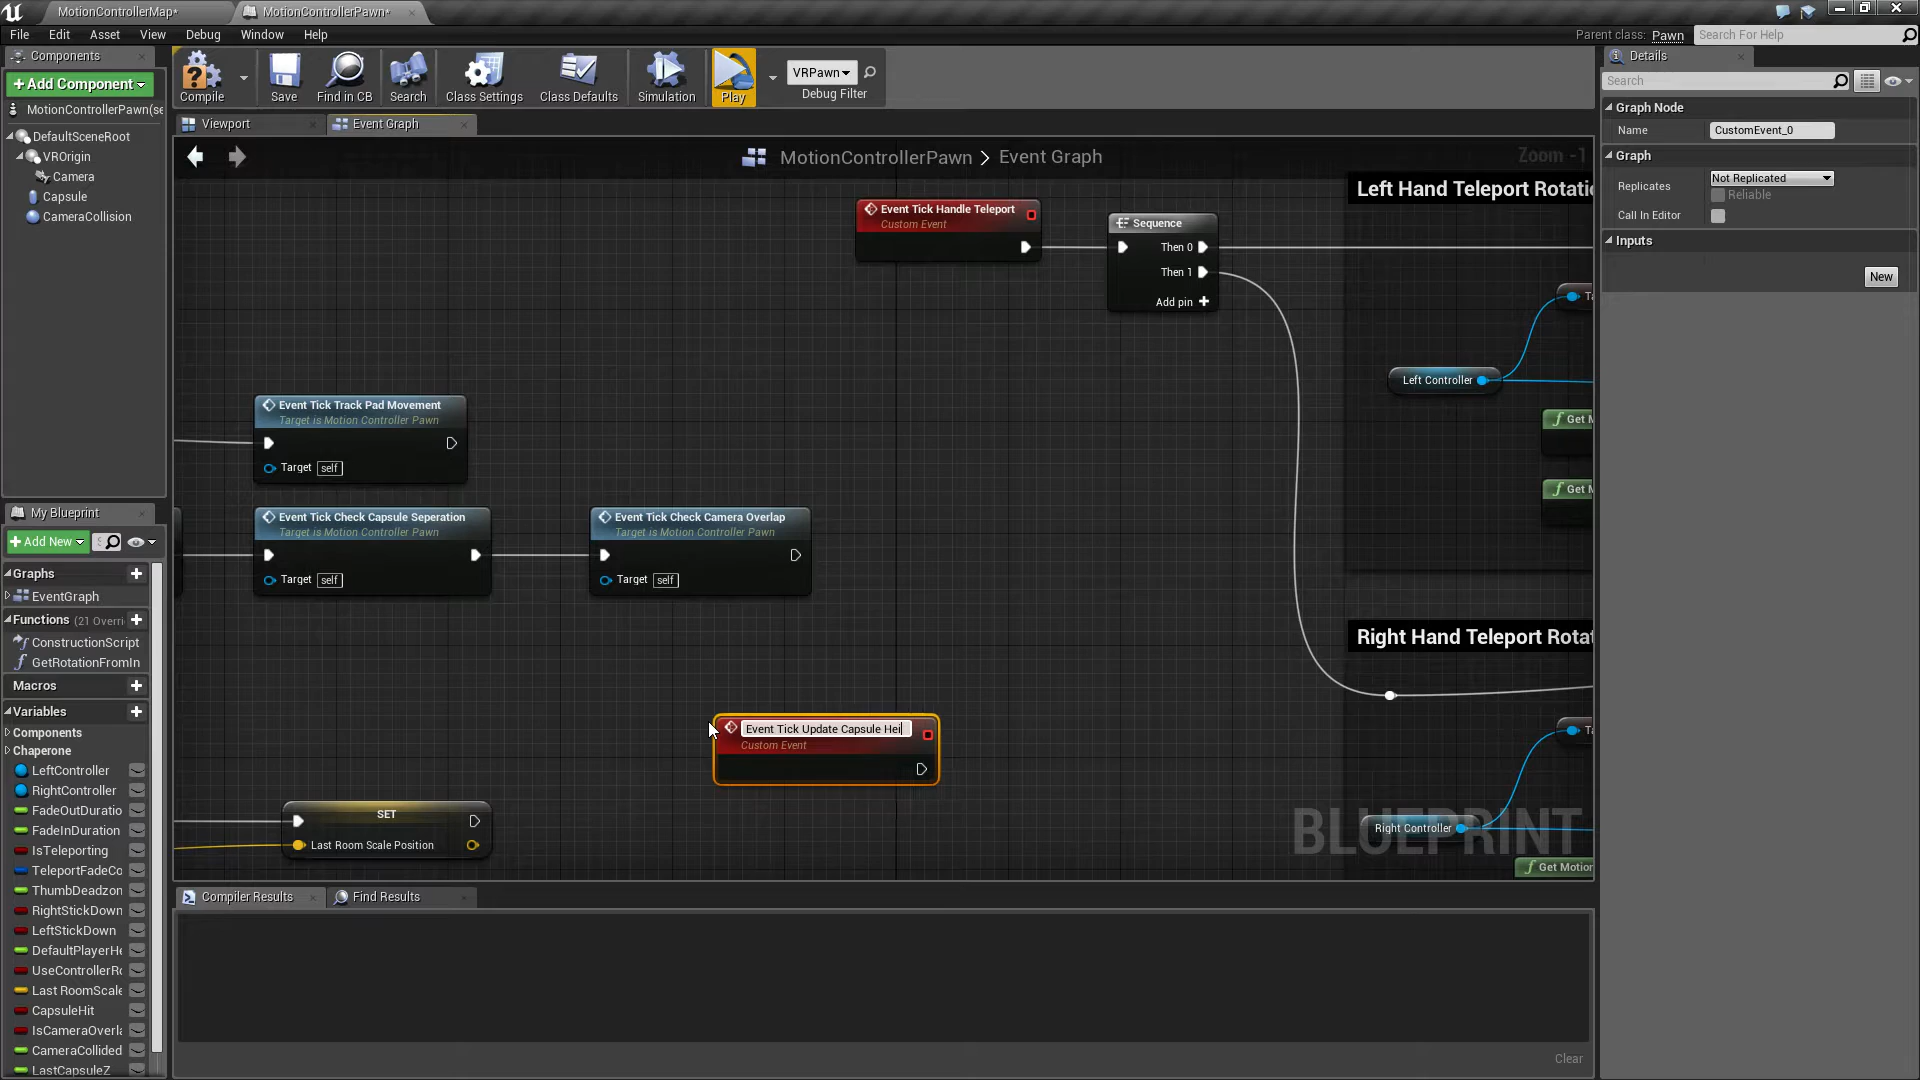 MotionControllerMap*
MotionControllerPawn*
File
Edit
Asset
View
Debug
Window
Help
Parent class: Pawn
Search For Help
Components
+ Add Component
MotionControllerPawn(se
DefaultSceneRoot
VROrigin
Camera
Capsule
CameraCollision
Compile
Save
Find in CB
Search
Class Settings
Class Defaults
Simulation
Play
VRPawn
Debug Filter
Viewport
Event Graph
MotionControllerPawn > Event Graph
Zoom -1
Event Tick Handle Teleport
Custom Event
Sequence
Then 0
Then 1
Add pin +
Left Hand Teleport Rotatio
Ta
Left Controller
f Get M
f Get M
Event Tick Track Pad Movement
Target is Motion Controller Pawn
Target self
Event Tick Check Capsule Seperation
Target is Motion Controller Pawn
Target self
Event Tick Check Camera Overlap
Target is Motion Controller Pawn
Target self
Right Hand Teleport Rotat
Ta
Event Tick Update Capsule Hei
Custom Event
SET
Last Room Scale Position
BLUEPRINT
Right Controller
f Get Motion
My Blueprint
+ Add New
Graphs
EventGraph
Functions (21 Overri
ConstructionScript
GetRotationFromIn
Macros
Variables
Components
Chaperone
LeftController
RightController
FadeOutDuratio
FadeInDuration
IsTeleporting
TeleportFadeCo
ThumbDeadzon
RightStickDown
LeftStickDown
DefaultPlayerHe
UseControllerRo
Last RoomScale
CapsuleHit
IsCameraOverla
CameraCollided
LastCapsuleZ
Compiler Results
Find Results
Clear
Details
Search
Graph Node
Name CustomEvent_0
Graph
Replicates Not Replicated
Reliable
Call In Editor
Inputs
New